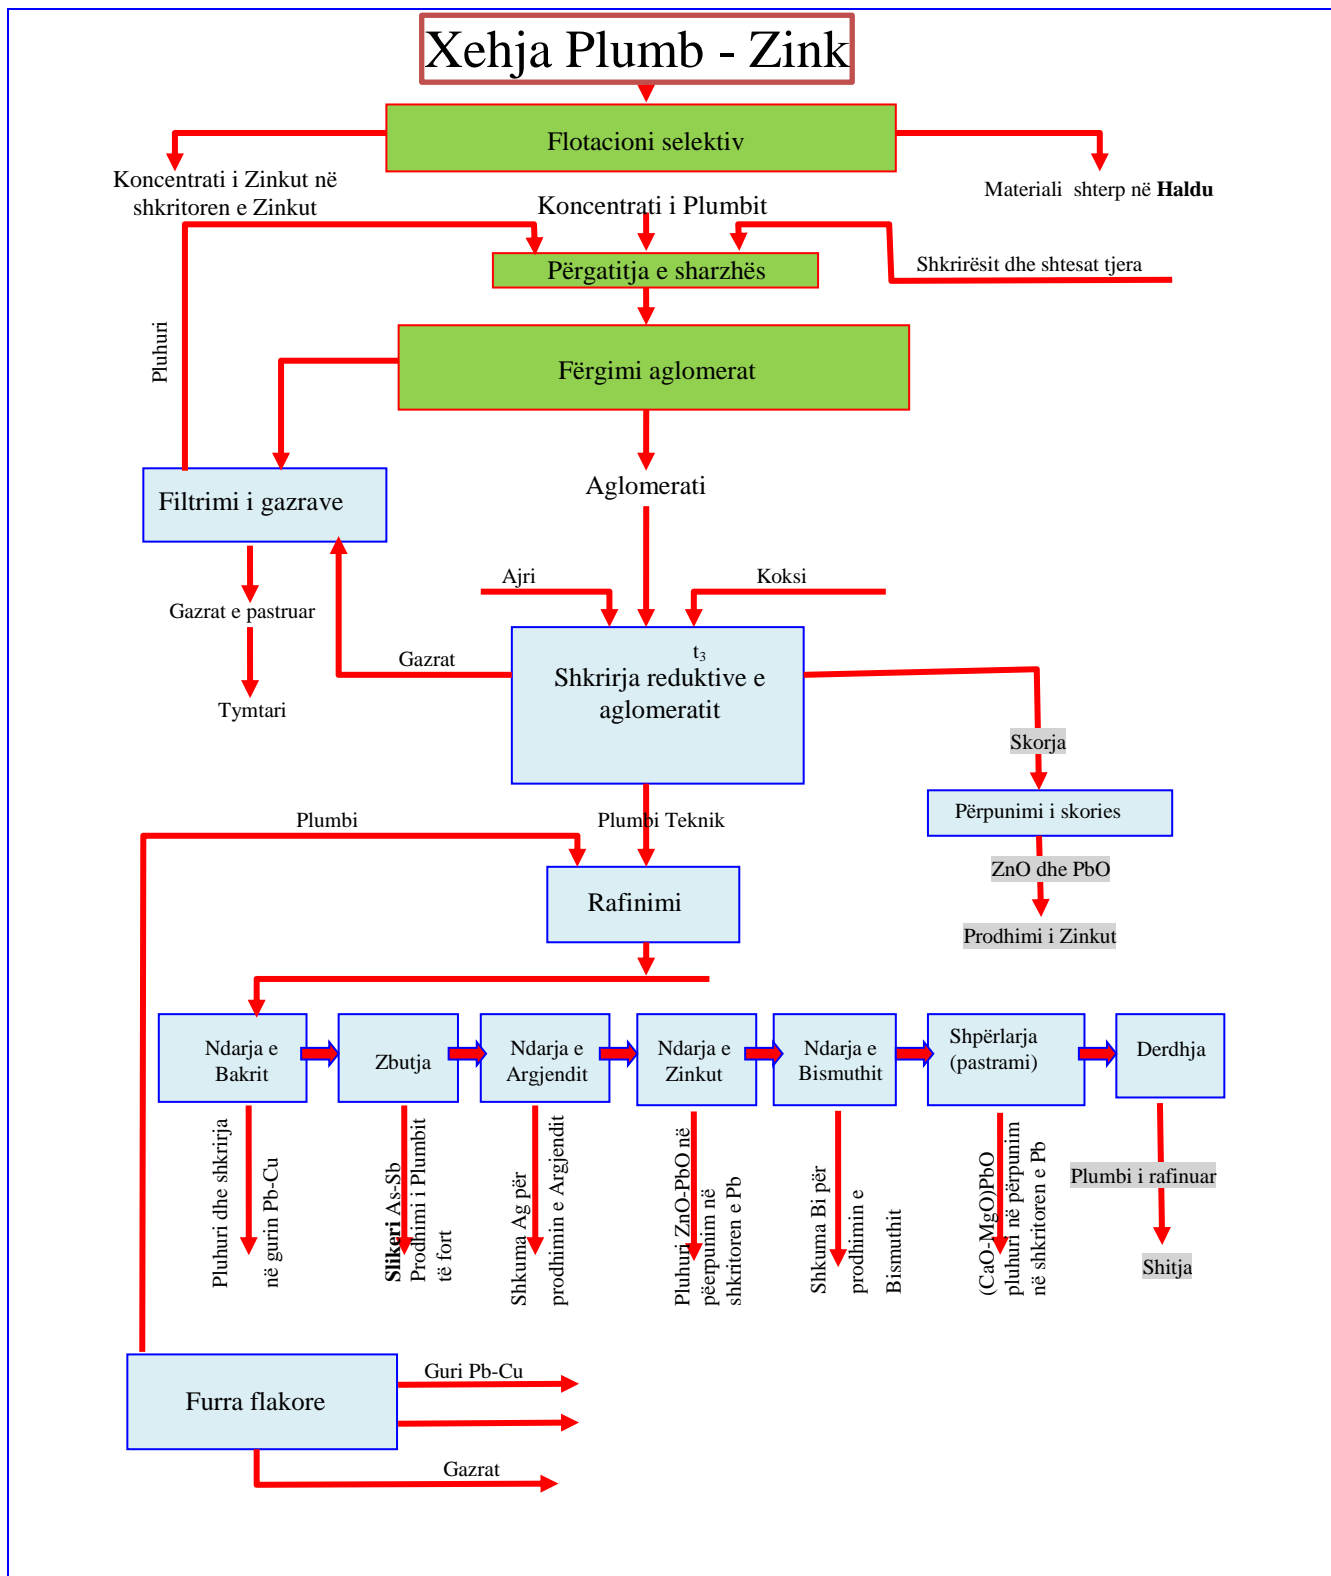 Xehja Plumb - Zink
Flotacioni selektiv
Koncentrati i Zinkut në
shkritoren e Zinkut
Materiali shterp në Haldu
Koncentrati i Plumbit
Përgatitja e sharzhës
Shkrirësit dhe shtesat tjera
Pluhuri
Fërgimi aglomerat
Filtrimi i gazrave
Aglomerati
Ajri
Koksi
Gazrat e pastruar
t3
Gazrat
Shkrirja reduktive e
aglomeratit
Tymtari
Skorja
Përpunimi i skories
Plumbi
Plumbi Teknik
ZnO dhe PbO
Rafinimi
Prodhimi i Zinkut
Ndarja e
Bakrit
Zbutja
Ndarja e
Argjendit
Ndarja e
Zinkut
Ndarja e
Bismuthit
Shpërlarja
(pastrami)
Derdhja
Pluhuri dhe shkrirja
në gurin Pb-Cu
Slikeri As-Sb
Prodhimi i Plumbit
të fort
Shkuma Ag për
prodhimin e Argjendit
Pluhuri ZnO-PbO në
pëerpunim në
shkritoren e Pb
Shkuma Bi për
prodhimin e
Bismuthit
(CaO-MgO)PbO
pluhuri në përpunim
në shkritoren e Pb
Plumbi i rafinuar
Shitja
Furra flakore
Guri Pb-Cu
Gazrat